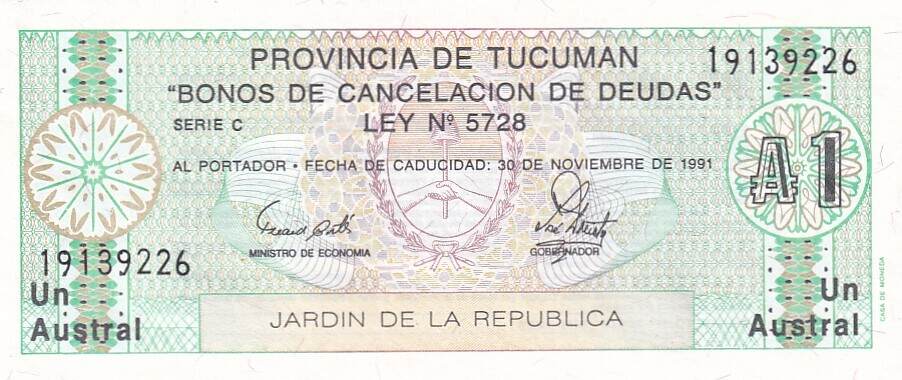 PROVINCIA DE TUCUMAN
19139226
"BONOS DE CANCELACION DE DEUDAS"
SERIE C
LEY Nº 5728
AL PORTADOR • FECHA DE CADUCIDAD: 30 DE NOVIEMBRE DE 1991
₳ 1
MINISTRO DE ECONOMIA
GOBERNADOR
19139226
Un
Austral
JARDIN DE LA REPUBLICA
Un
Austral
CASA DE MONEDA